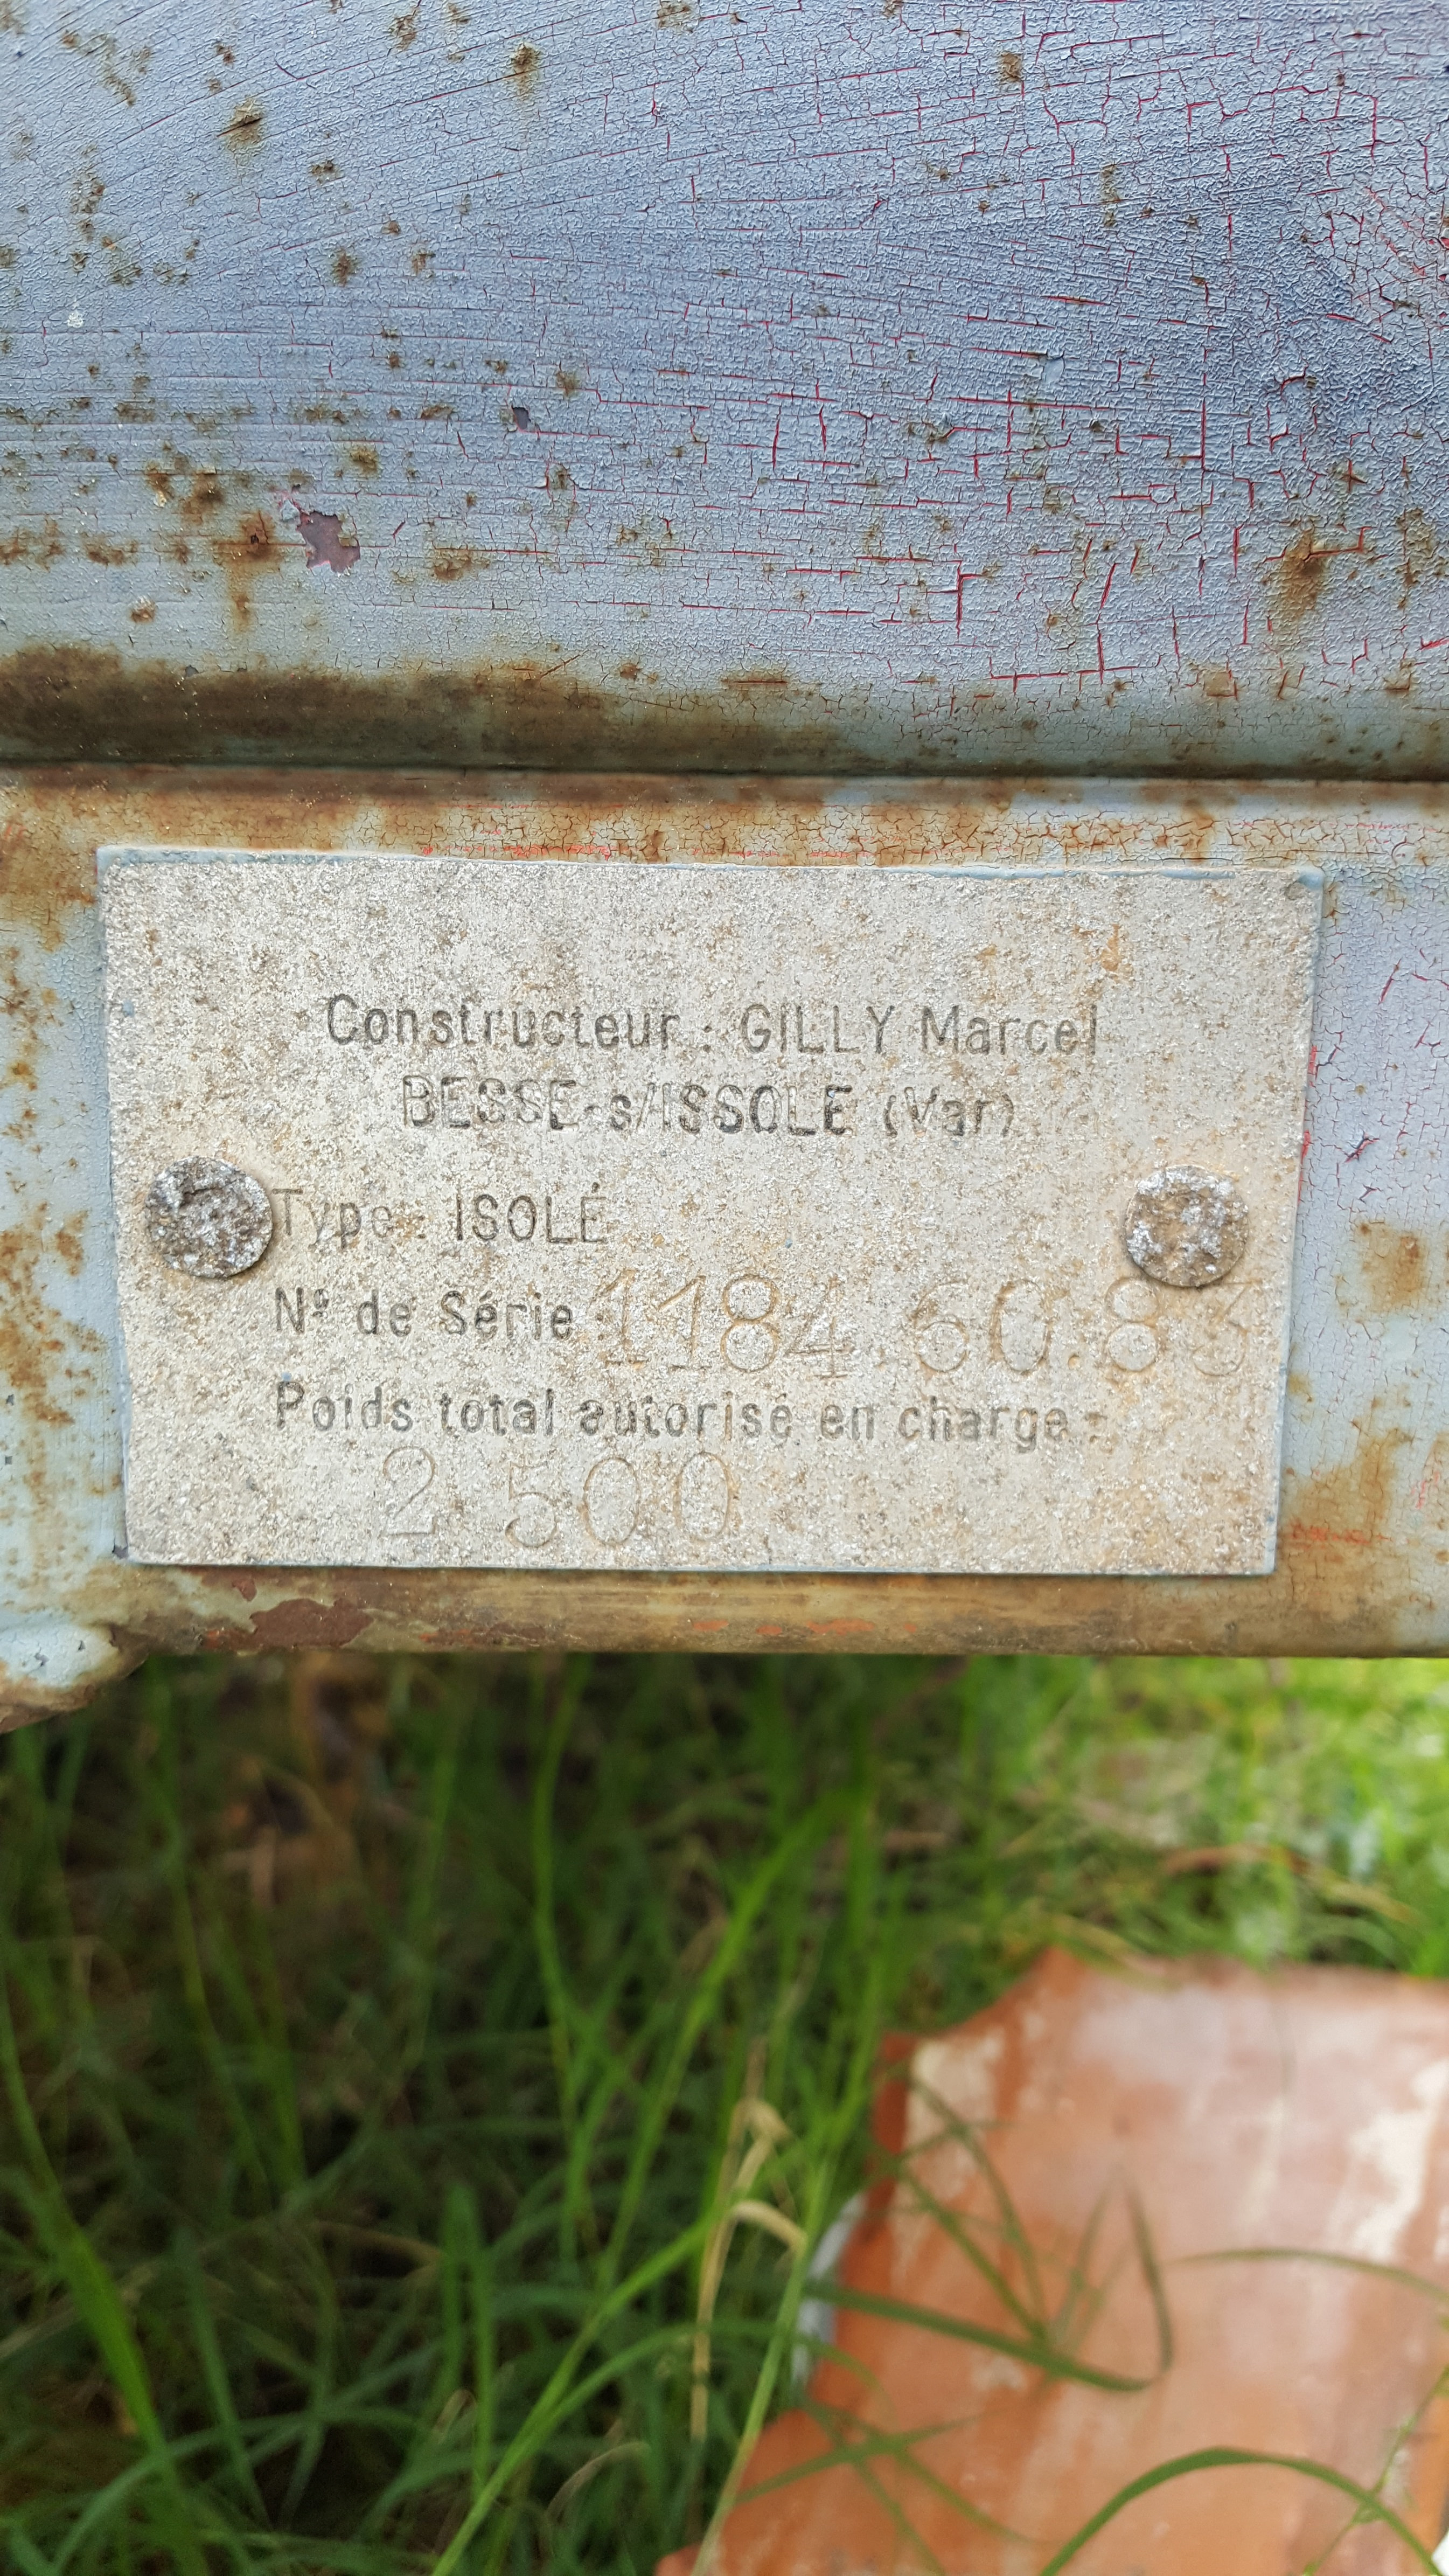 Constructeur : GILLY Marcel
BESSE-s/ISSOLE (Var)
Type : ISOLÉ
Nº de Série : 1184.60.83
Poids total autorisé en charge :
2 500